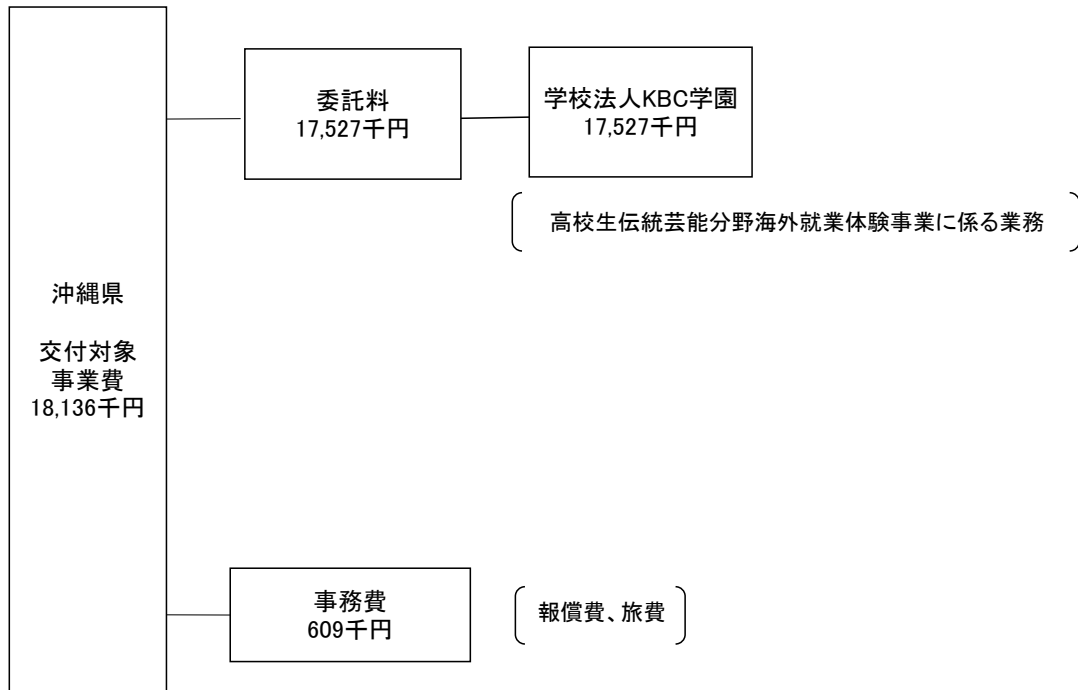 沖縄県
交付対象
事業費
18,136千円
委託料
17,527千円
学校法人KBC学園
17,527千円
高校生伝統芸能分野海外就業体験事業に係る業務
事務費
609千円
報償費、旅費